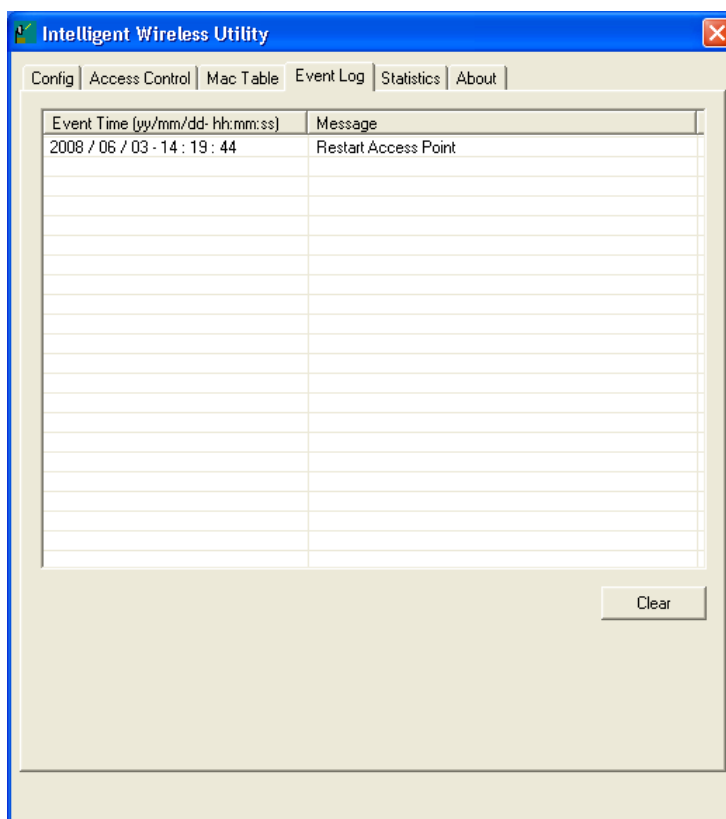 Intelligent Wireless Utility
Config Access Control Mac Table Event Log Statistics About
Event Time (yy/mm/dd- hh:mm:ss) Message
2008 / 06 / 03 - 14 : 19 : 44 Restart Access Point
Clear